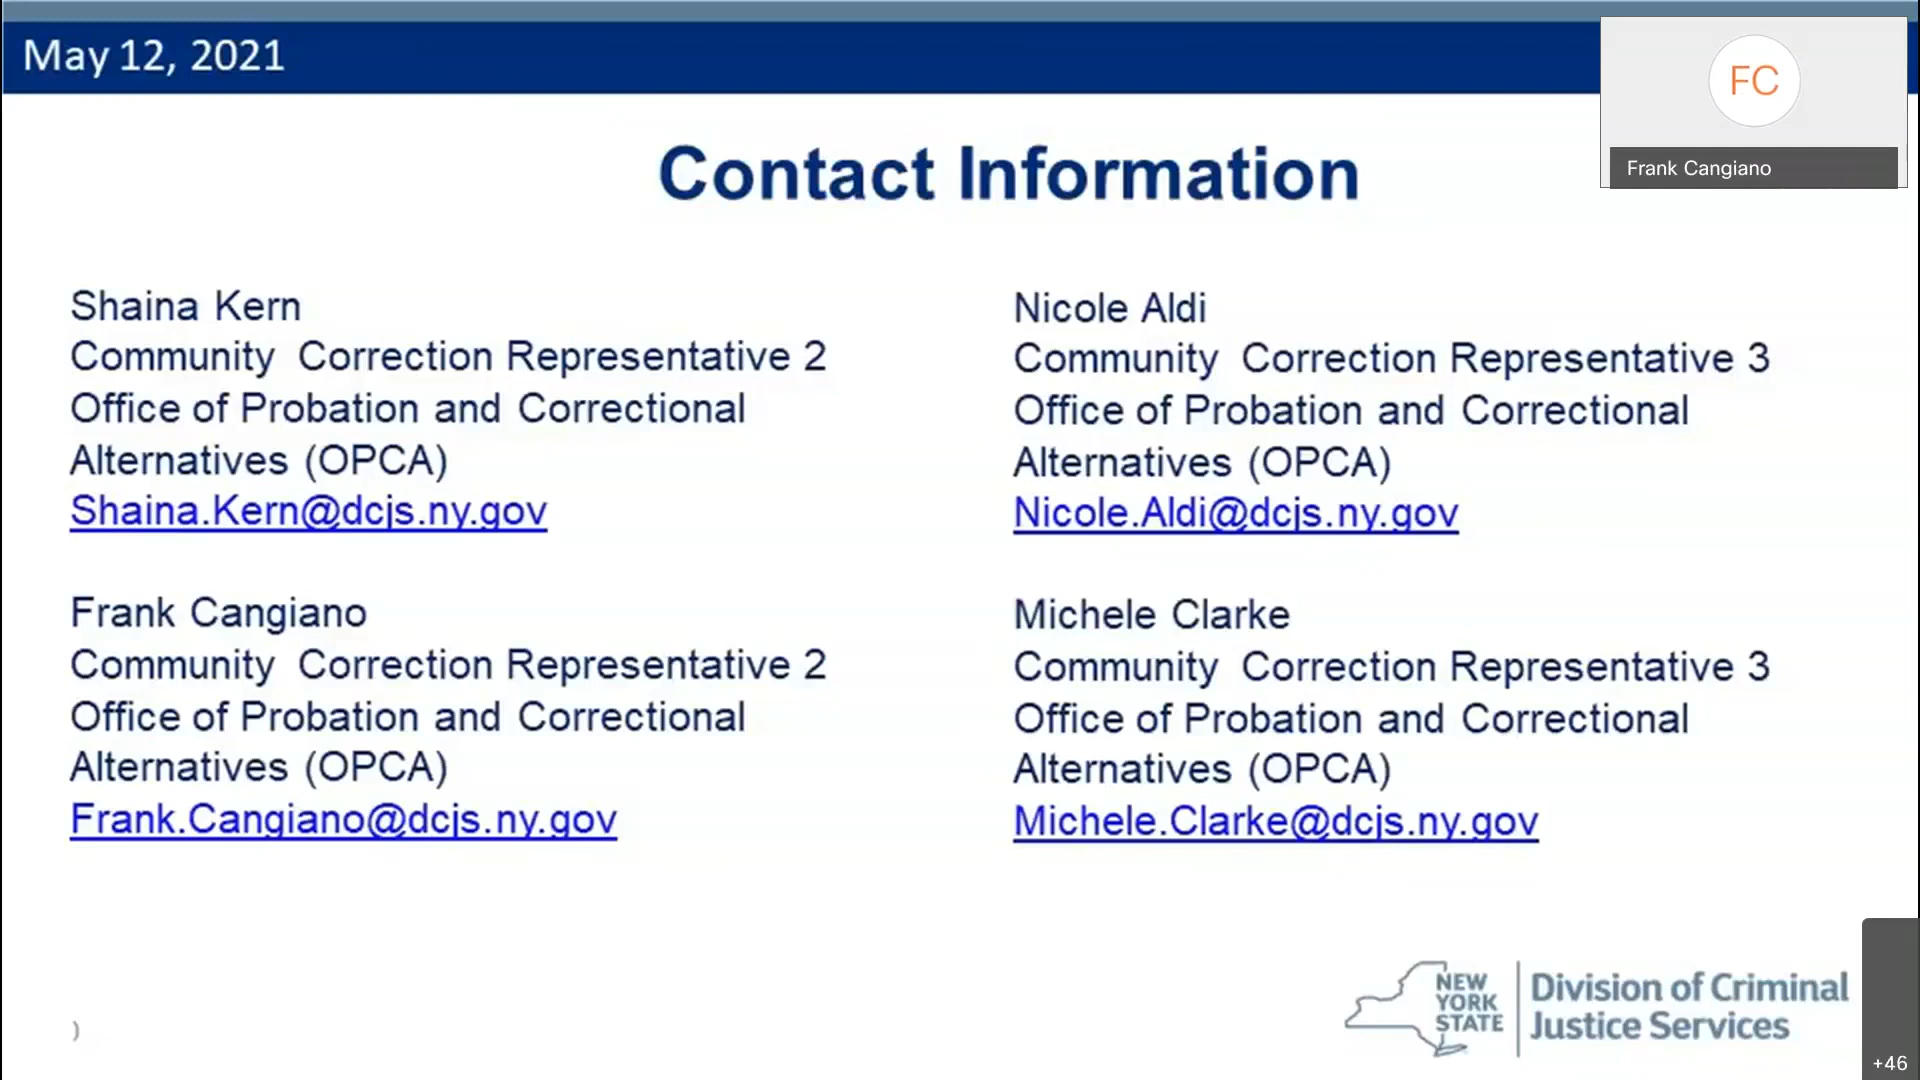 May 12, 2021
FC
Frank Cangiano
Contact Information
Shaina Kern
Community Correction Representative 2
Office of Probation and Correctional
Alternatives (OPCA)
Shaina.Kern@dcjs.ny.gov
Frank Cangiano
Community Correction Representative 2
Office of Probation and Correctional
Alternatives (OPCA)
Frank.Cangiano@dcjs.ny.gov
Nicole Aldi
Community Correction Representative 3
Office of Probation and Correctional
Alternatives (OPCA)
Nicole.Aldi@dcjs.ny.gov
Michele Clarke
Community Correction Representative 3
Office of Probation and Correctional
Alternatives (OPCA)
Michele.Clarke@dcjs.ny.gov
)
NEW
YORK
STATE
Division of Criminal
Justice Services
+46